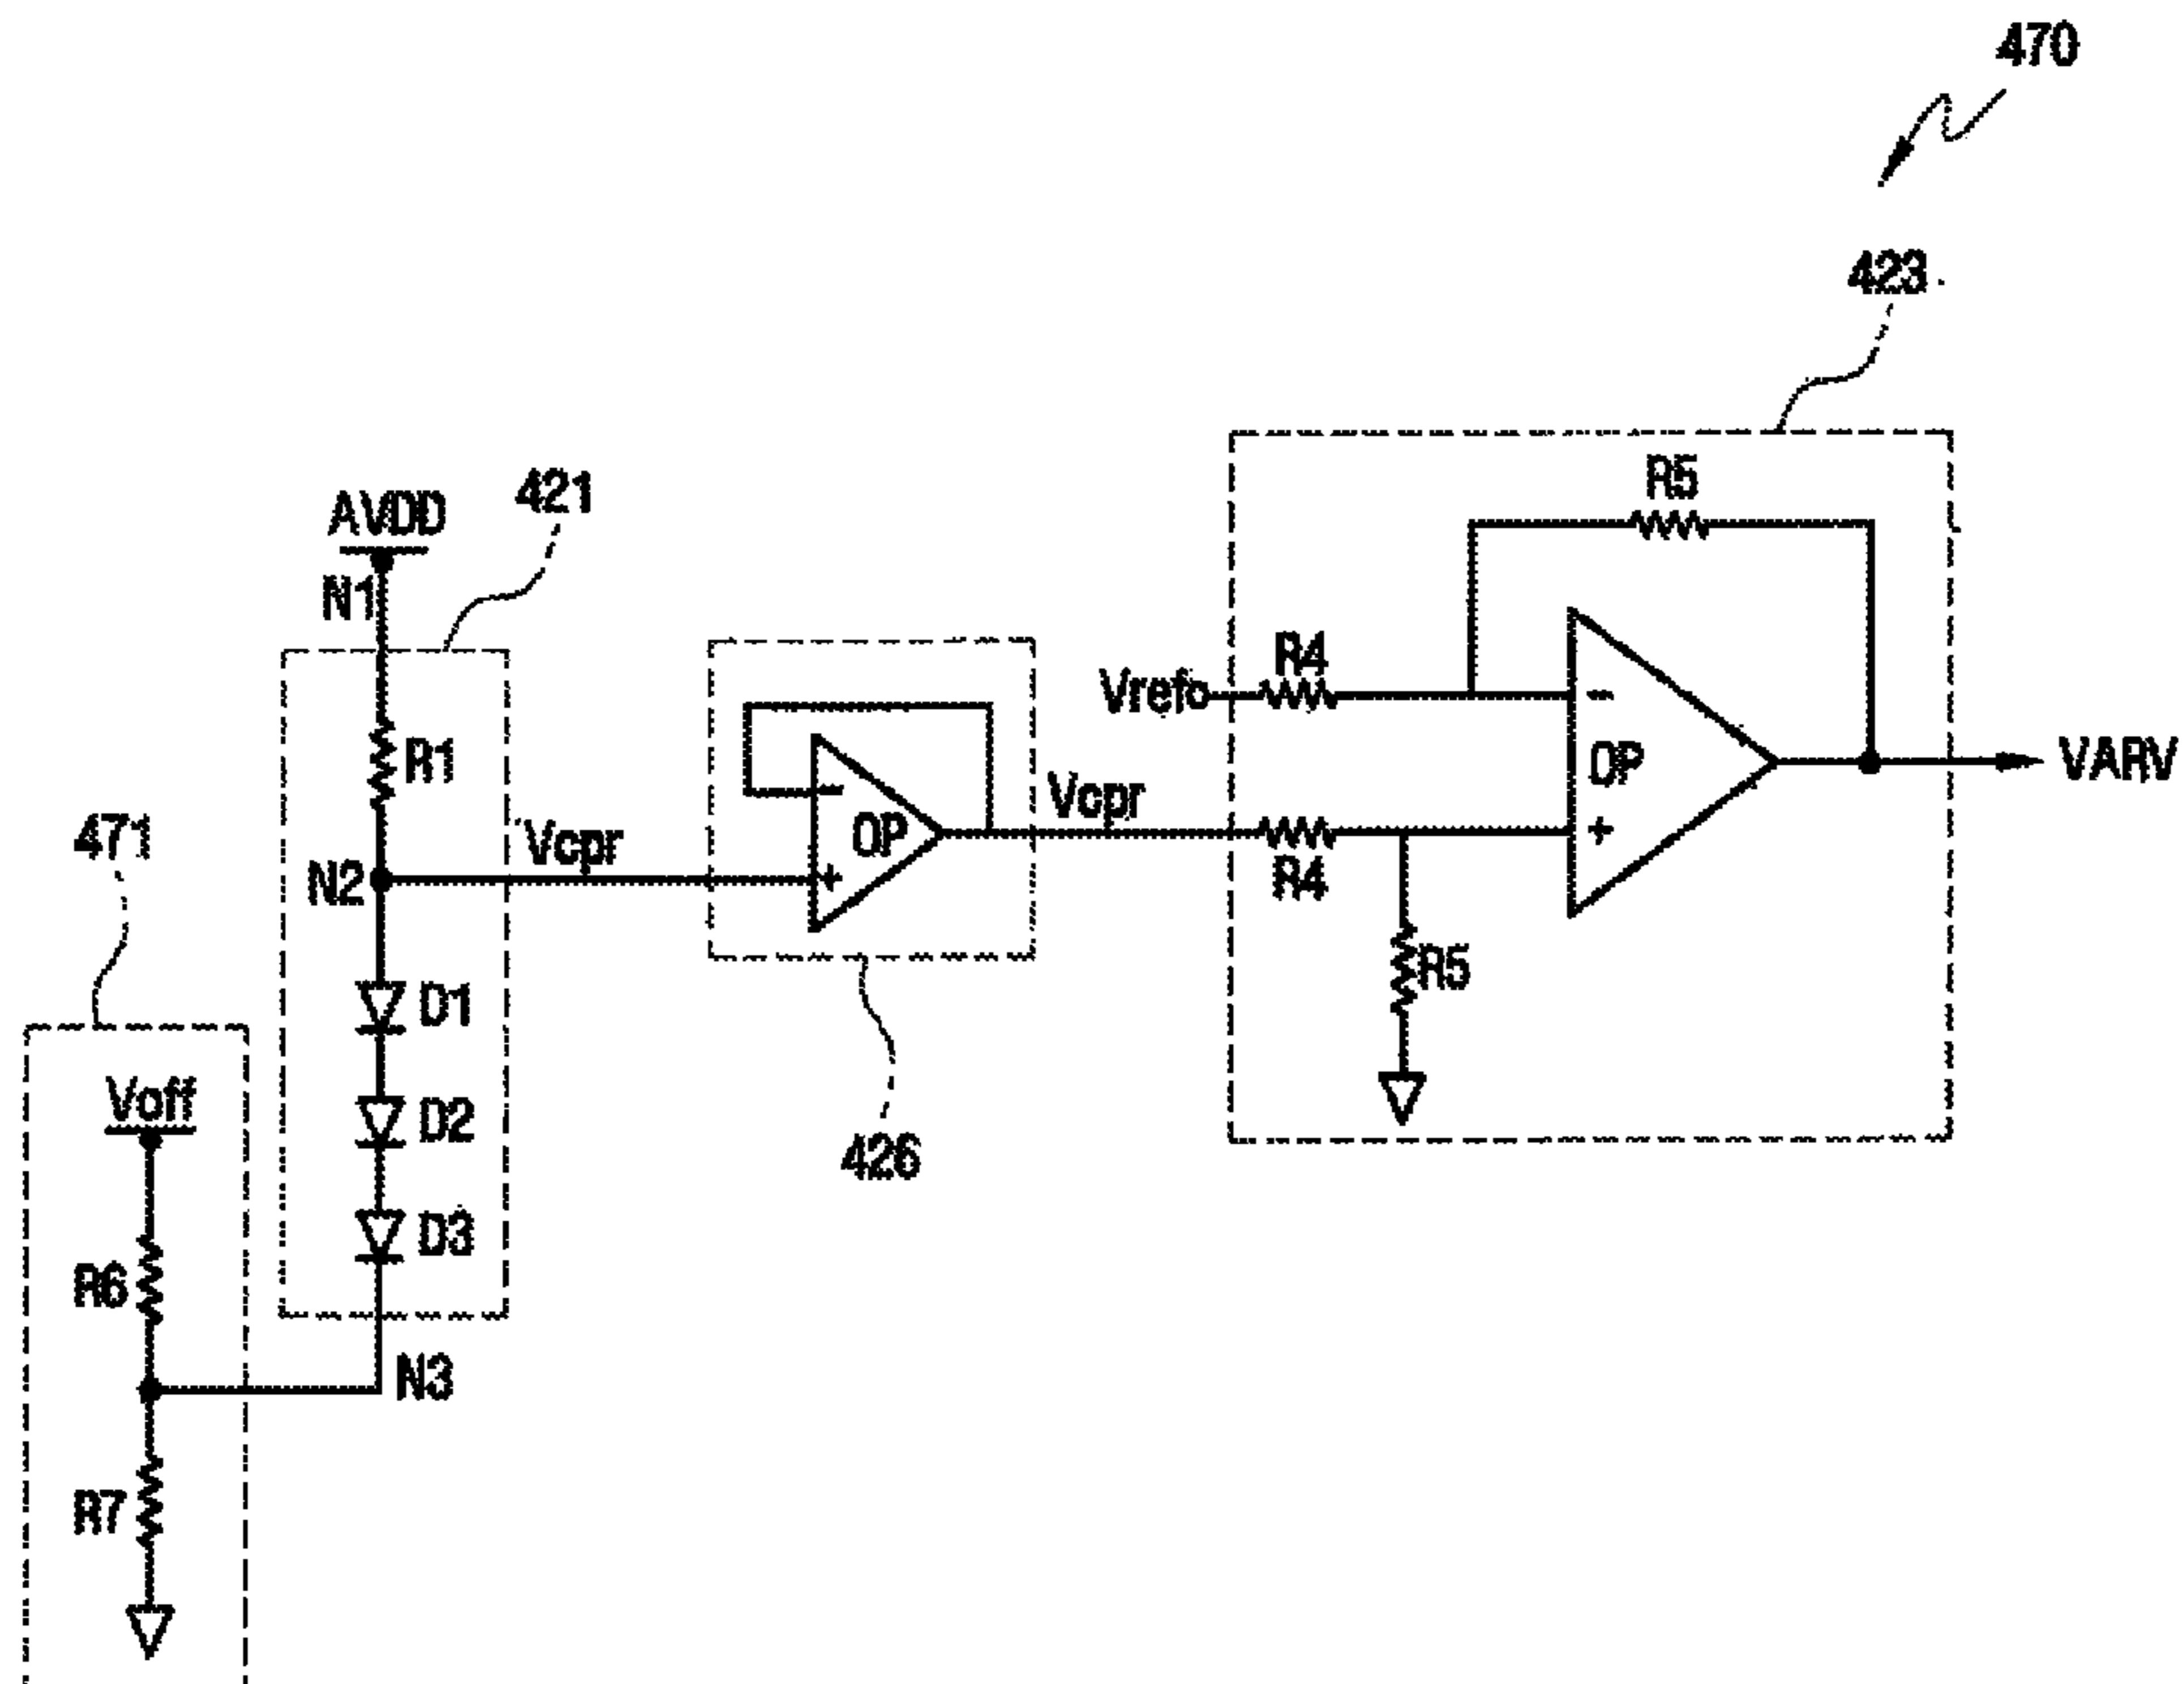 470
423
R5
AVDD
421
N1
R4
Vref
-
R1
OP
VARV
-
Vcpr
471
OP
Vcpr
+
N2
+
R4
R5
D1
Voff
D2
426
D3
R6
N3
R7